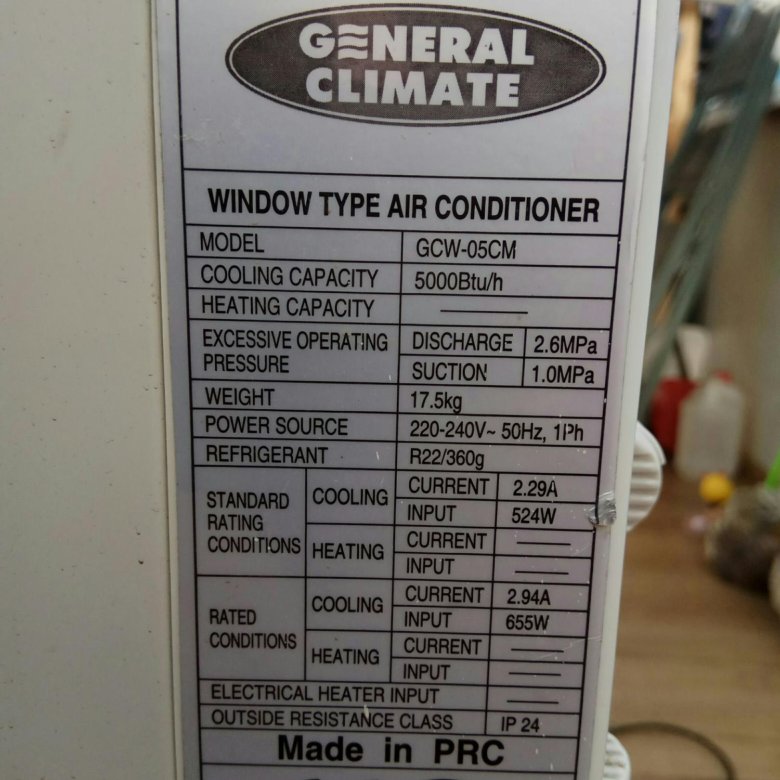 GENERAL
CLIMATE
WINDOW TYPE AIR CONDITIONER
MODEL GCW-05CM
COOLING CAPACITY 5000Btu/h
HEATING CAPACITY ———
EXCESSIVE OPERATING PRESSURE DISCHARGE 2.6MPa
SUCTION 1.0MPa
WEIGHT 17.5kg
POWER SOURCE 220-240V~ 50Hz, 1Ph
REFRIGERANT R22/360g
STANDARD RATING CONDITIONS COOLING CURRENT 2.29A
INPUT 524W
HEATING CURRENT ———
INPUT ———
RATED CONDITIONS COOLING CURRENT 2.94A
INPUT 655W
HEATING CURRENT ———
INPUT ———
ELECTRICAL HEATER INPUT ———
OUTSIDE RESISTANCE CLASS IP 24
Made in PRC